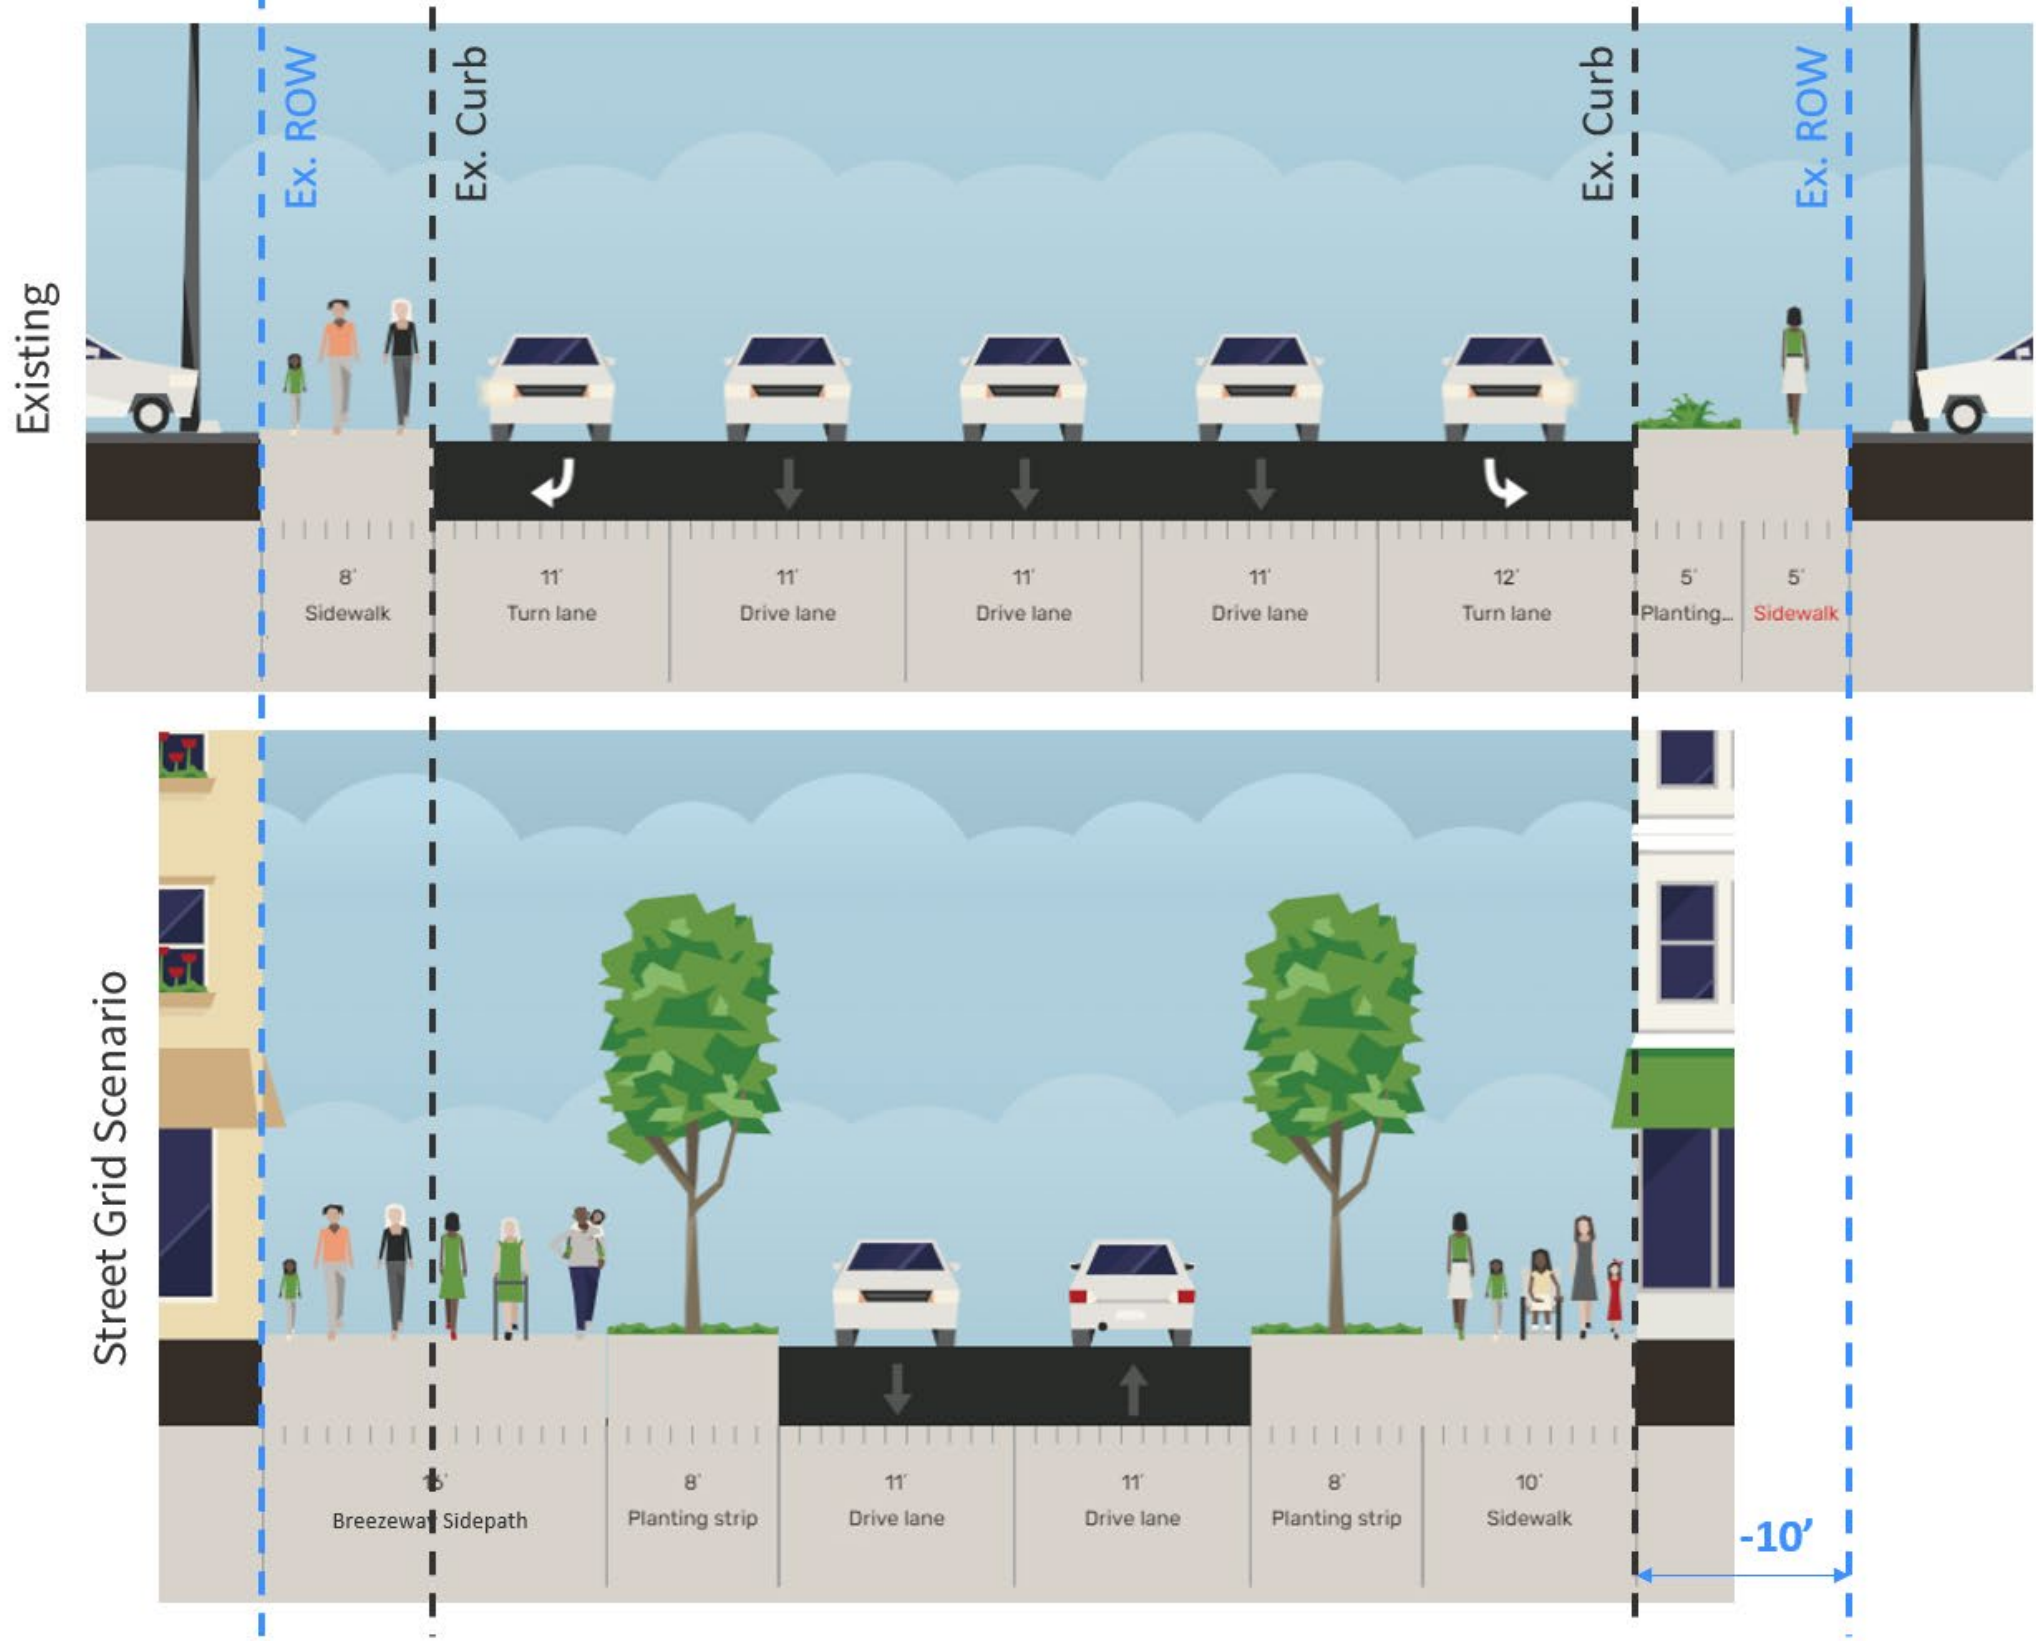 Existing
Ex. ROW
Ex. Curb
Ex. Curb
Ex. ROW
8' 11' 11' 11' 11' 12' 5' 5'
Sidewalk Turn lane Drive lane Drive lane Drive lane Turn lane Planting... Sidewalk
Street Grid Scenario
16' 8' 11' 11' 8' 10'
Breezeway Sidepath Planting strip Drive lane Drive lane Planting strip Sidewalk
-10'